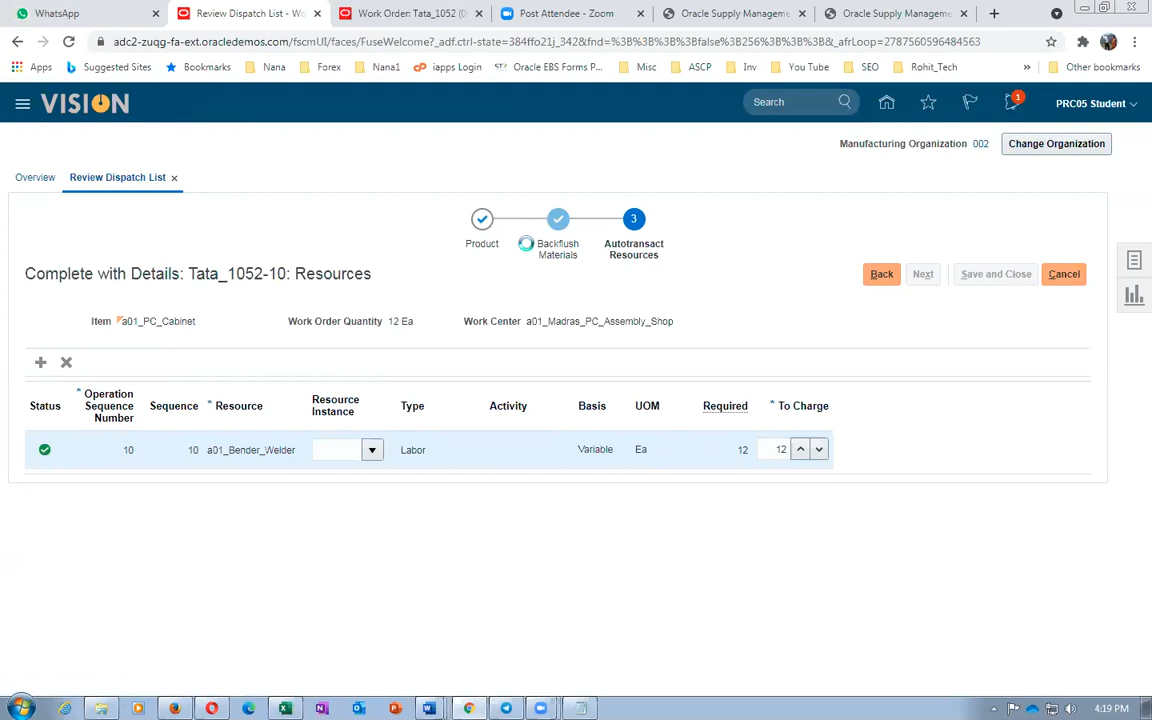 WhatsApp
Review Dispatch List - Wo
Work Order: Tata_1052 (0
Post Attendee - Zoom
Oracle Supply Manageme
Oracle Supply Manageme
adc2-zuqg-fa-ext.oracledemos.com/fscmUI/faces/FuseWelcome?_adf.ctrl-state=384ffo21j_342&fnd=%3B%3B%3B%3Bfalse%3B256%3B%3B%3B&_afrLoop=2787560596484563
Apps Suggested Sites Bookmarks Nana Forex Nana1 iapps Login Oracle EBS Forms P... Misc ASCP Inv You Tube SEO Rohit_Tech » Other bookmarks
VISION
Search
1
PRC05 Student
Manufacturing Organization 002 Change Organization
Overview Review Dispatch List
3
Product Backflush Materials Autotransact Resources
Complete with Details: Tata_1052-10: Resources
Back Next Save and Close Cancel
Item a01_PC_Cabinet Work Order Quantity 12 Ea Work Center a01_Madras_PC_Assembly_Shop
Status * Operation Sequence Number Sequence * Resource Resource Instance Type Activity Basis UOM Required * To Charge
10 10 a01_Bender_Welder Labor Variable Ea 12 12
4:19 PM